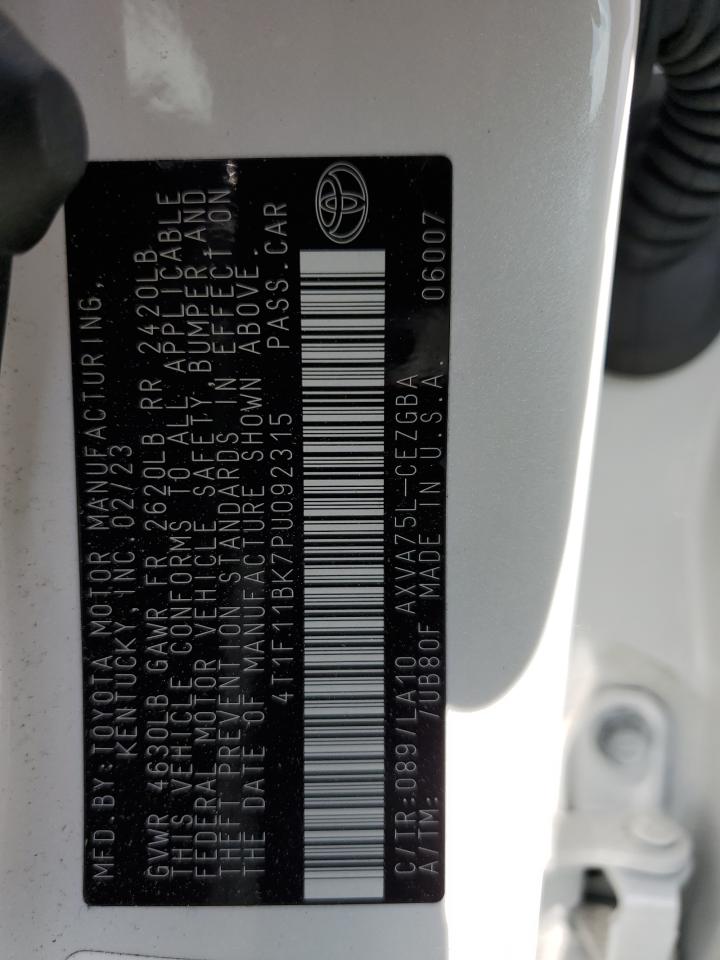 MFD.BY:TOYOTA MOTOR MANUFACTURING,
KENTUCKY, INC. 02/23
GVWR 4630LB GAWR FR 2620LB RR 2420LB
THIS VEHICLE CONFORMS TO ALL APPLICABLE
FEDERAL MOTOR VEHICLE SAFETY, BUMPER AND
THEFT PREVENTION STANDARDS IN EFFECT ON
THE DATE OF MANUFACTURE SHOWN ABOVE.
4T1F11BK7PU092315 PASS.CAR
C/TR:089/LA10 AXVA75L-CEZGBA
A/TM: /UB80F MADE IN U.S.A. 06007